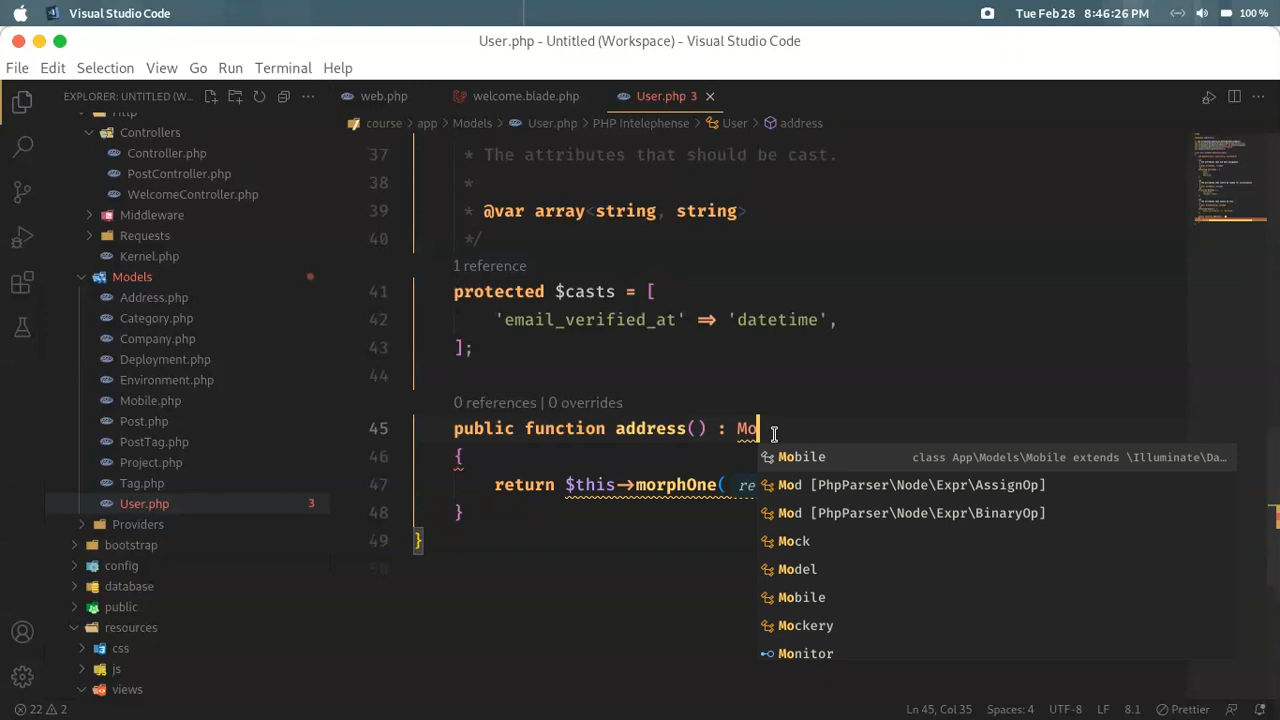 Visual Studio Code
Tue Feb 28 8:46:26 PM
100 %
User.php - Untitled (Workspace) - Visual Studio Code
File Edit Selection View Go Run Terminal Help
EXPLORER: UNTITLED (W...
web.php
welcome.blade.php
User.php 3
course
app
Models
User.php
PHP Intelephense
User
address
Http
Controllers
Controller.php
PostController.php
WelcomeController.php
Middleware
Requests
Kernel.php
Models
Address.php
Category.php
Company.php
Deployment.php
Environment.php
Mobile.php
Post.php
PostTag.php
Project.php
Tag.php
User.php 3
Providers
bootstrap
config
database
public
resources
css
js
views
37 * The attributes that should be cast.
38 *
39 * @var array<string, string>
40 */
1 reference
41 protected $casts = [
42 'email_verified_at' => 'datetime',
43 ];
44
0 references | 0 overrides
45 public function address() : Mo
46 {
47 return $this->morphOne( re
48 }
49 }
50
Mobile class App\Models\Mobile extends \Illuminate\Da...
Mod [PhpParser\Node\Expr\AssignOp]
Mod [PhpParser\Node\Expr\BinaryOp]
Mock
Model
Mobile
Mockery
Monitor
22 2
Ln 45, Col 35 Spaces: 4 UTF-8 LF 8.1 Prettier